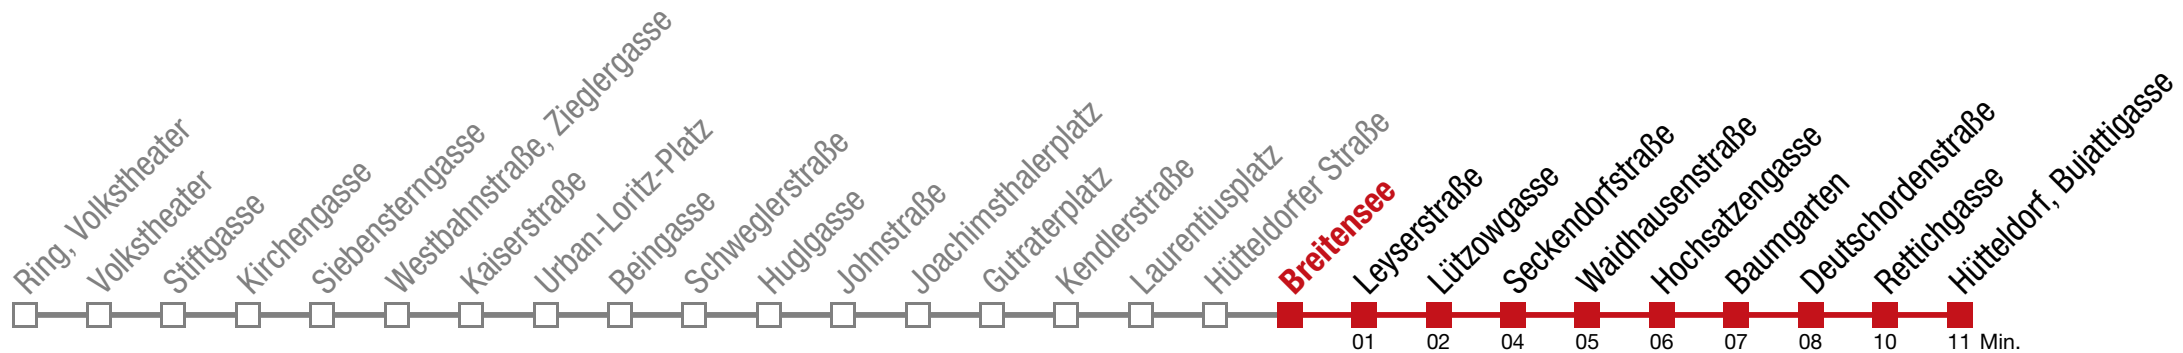 Ring, Volkstheater
Volkstheater
Stiftgasse
Kirchengasse
Siebensterngasse
Westbahnstraße, Zieglergasse
Kaiserstraße
Urban-Loritz-Platz
Beingasse
Schweglerstraße
Huglgasse
Johnstraße
Joachimsthalerplatz
Gutraterplatz
Kendlerstraße
Laurentiusplatz
Hütteldorfer Straße
Breitensee
Leyserstraße
Lützowgasse
Seckendorfstraße
Waidhausenstraße
Hochsatzengasse
Baumgarten
Deutschordenstraße
Rettichgasse
Hütteldorf, Bujattigasse
01 02 04 05 06 07 08 10 11 Min.